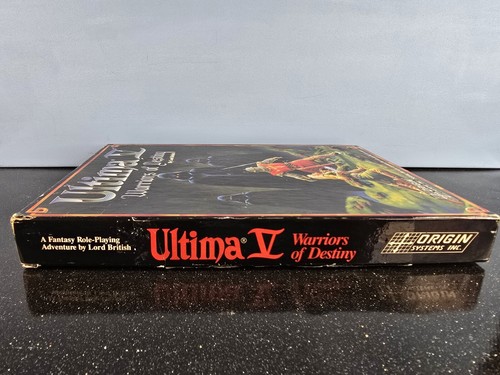 Ultima V
Warriors of Destiny
A Fantasy Role-Playing
Adventure by Lord British
Ultima® V
Warriors
of Destiny
ORIGIN
SYSTEMS INC.